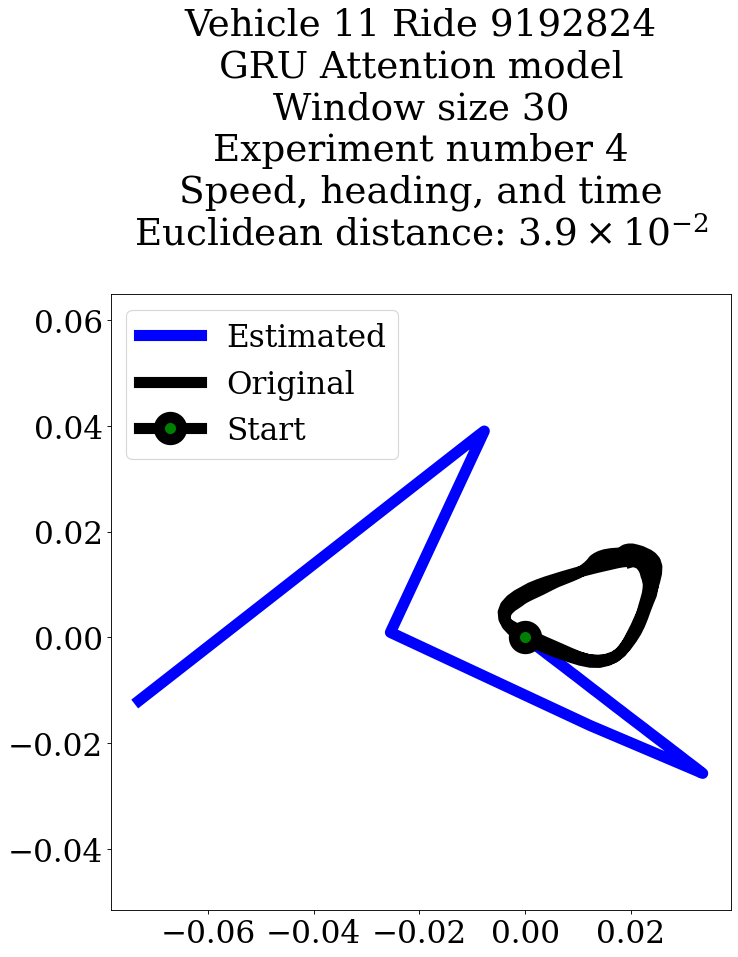 Vehicle 11 Ride 9192824
GRU Attention model
Window size 30
Experiment number 4
Speed, heading, and time
Euclidean distance: 3.9 × 10⁻²
Estimated
Original
Start
0.06
0.04
0.02
0.00
−0.02
−0.04
−0.06 −0.04 −0.02 0.00 0.02